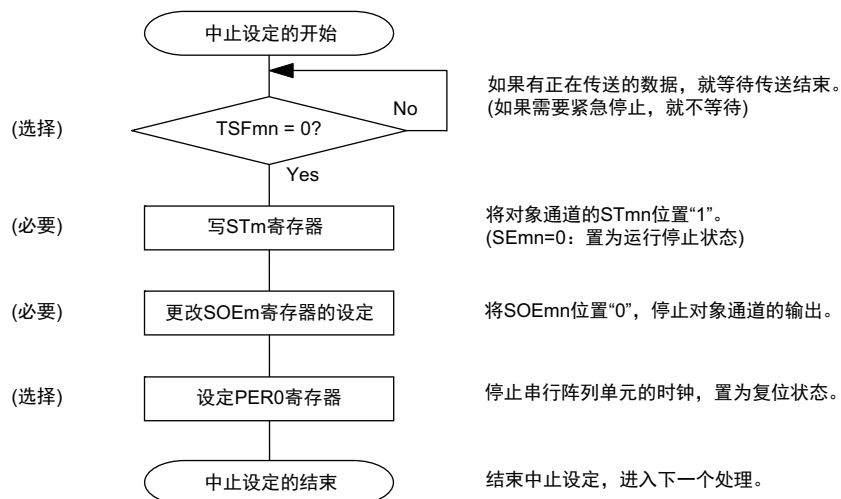 中止设定的开始
如果有正在传送的数据，就等待传送结束。
(如果需要紧急停止，就不等待)
No
(选择)
TSFmn = 0?
Yes
(必要)
写STm寄存器
将对象通道的STmn位置“1”。
(SEmn=0：置为运行停止状态)
(必要)
更改SOEm寄存器的设定
将SOEmn位置“0”，停止对象通道的输出。
(选择)
设定PER0寄存器
停止串行阵列单元的时钟，置为复位状态。
中止设定的结束
结束中止设定，进入下一个处理。